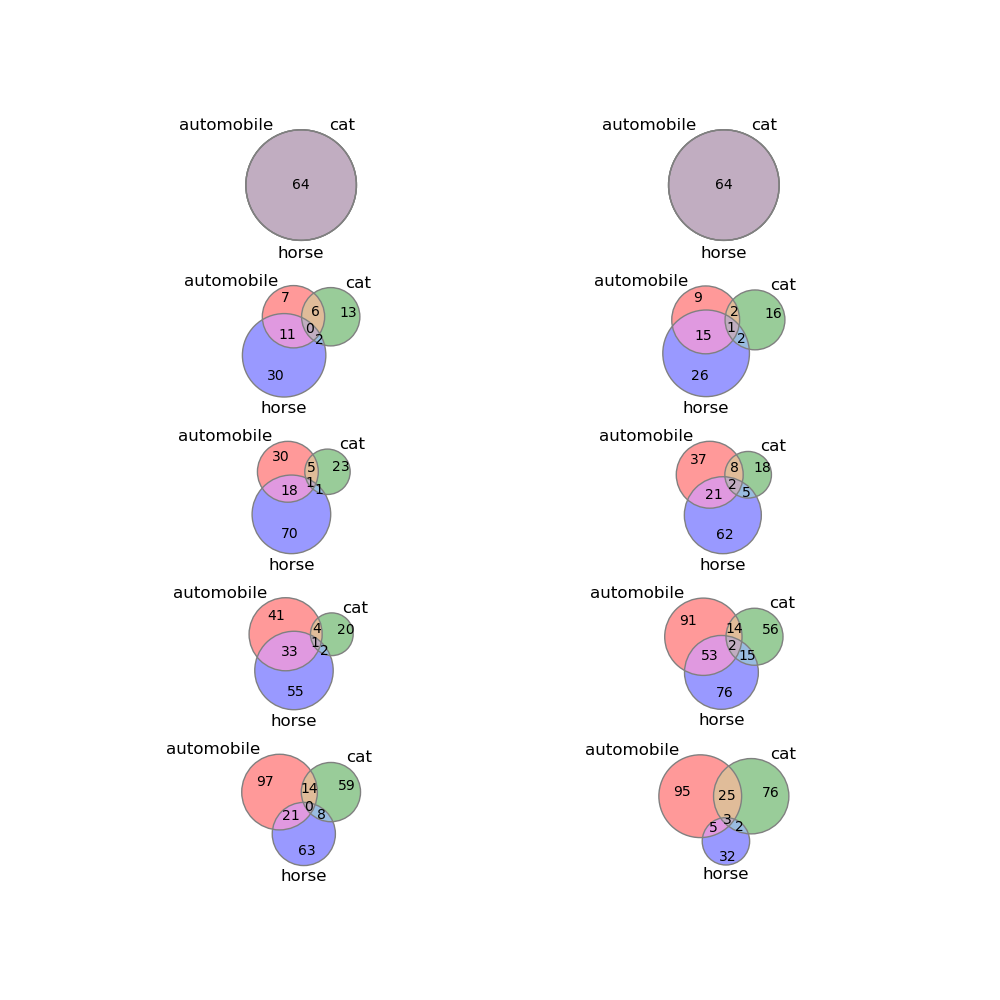 automobile cat
64
horse
automobile cat
64
horse
automobile cat
7 6 13
11 0 2
30
horse
automobile cat
9 2 16
15 1 2
26
horse
automobile cat
30 5 23
18 1 1
70
horse
automobile cat
37 8 18
21 2 5
62
horse
automobile cat
41 4 20
33 1 2
55
horse
automobile cat
91 14 56
53 2 15
76
horse
automobile cat
97 14 59
21 0 8
63
horse
automobile cat
95 25 76
5 3 2
32
horse